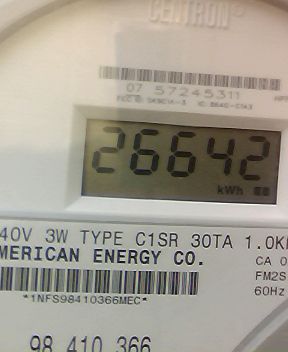 CENTRON®
07 57245311
26642
kWh
40V 3W TYPE C1SR 30TA 1.0K
MERICAN ENERGY CO.
CA 0
FM2S
60Hz
*1NFS98410366MEC*
98 410 366